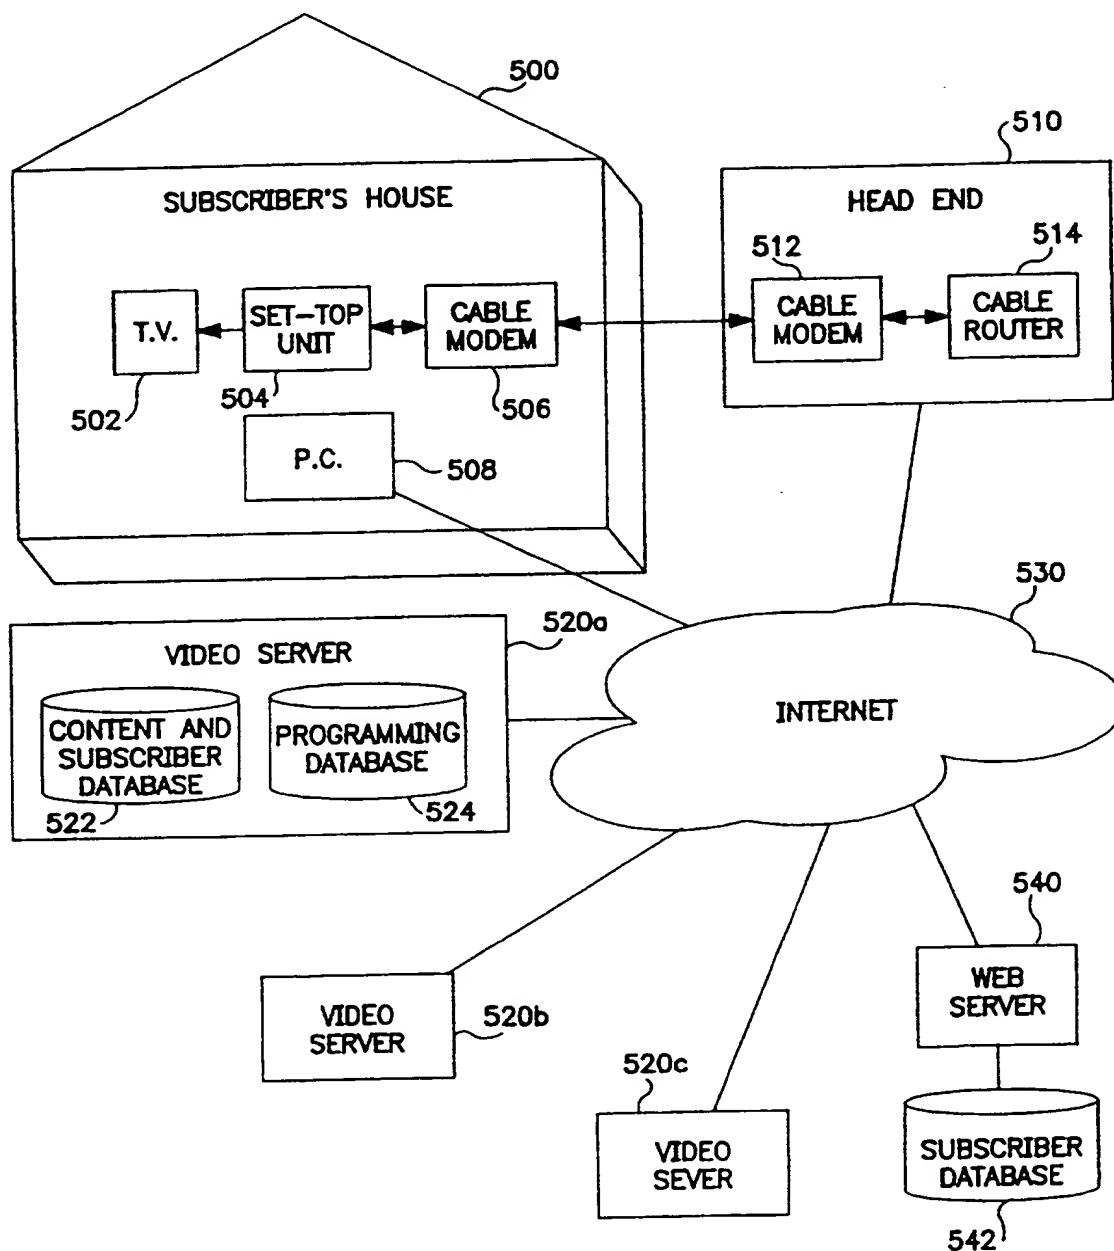 500
510
SUBSCRIBER'S HOUSE
HEAD END
512
514
T.V.
SET-TOP
UNIT
CABLE
MODEM
CABLE
MODEM
CABLE
ROUTER
502
504
506
P.C.
508
530
520a
VIDEO SERVER
CONTENT AND
SUBSCRIBER
DATABASE
PROGRAMMING
DATABASE
522
524
INTERNET
540
VIDEO
SERVER
520b
WEB
SERVER
520c
VIDEO
SEVER
SUBSCRIBER
DATABASE
542